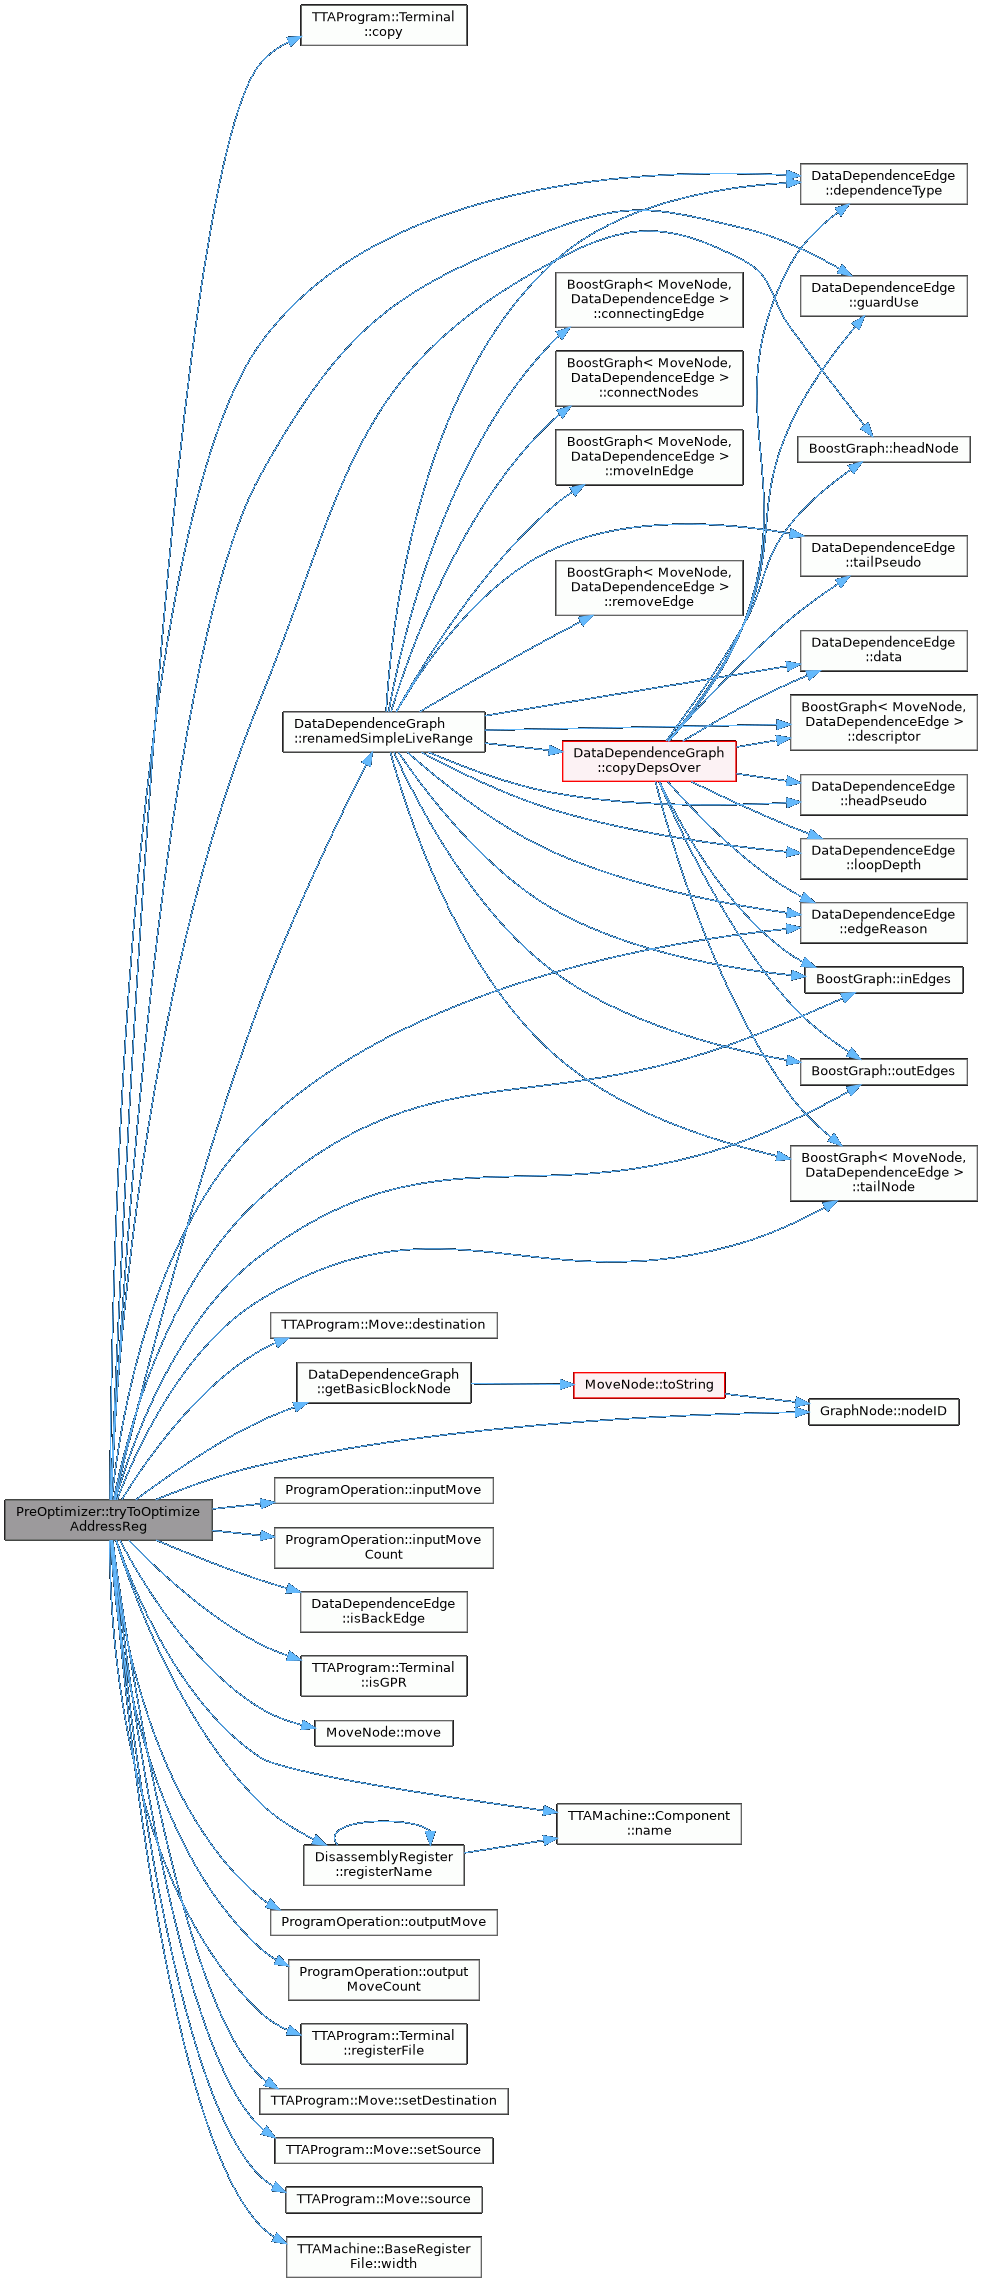 TTAProgram::Terminal
::copy
DataDependenceEdge
::dependenceType
BoostGraph< MoveNode,
DataDependenceEdge >
::connectingEdge
DataDependenceEdge
::guardUse
BoostGraph< MoveNode,
DataDependenceEdge >
::connectNodes
BoostGraph< MoveNode,
DataDependenceEdge >
::moveInEdge
BoostGraph::headNode
DataDependenceEdge
::tailPseudo
BoostGraph< MoveNode,
DataDependenceEdge >
::removeEdge
DataDependenceEdge
::data
DataDependenceGraph
::renamedSimpleLiveRange
DataDependenceGraph
::copyDepsOver
BoostGraph< MoveNode,
DataDependenceEdge >
::descriptor
DataDependenceEdge
::headPseudo
DataDependenceEdge
::loopDepth
DataDependenceEdge
::edgeReason
BoostGraph::inEdges
BoostGraph::outEdges
BoostGraph< MoveNode,
DataDependenceEdge >
::tailNode
TTAProgram::Move::destination
DataDependenceGraph
::getBasicBlockNode
MoveNode::toString
GraphNode::nodeID
PreOptimizer::tryToOptimize
AddressReg
ProgramOperation::inputMove
ProgramOperation::inputMove
Count
DataDependenceEdge
::isBackEdge
TTAProgram::Terminal
::isGPR
MoveNode::move
TTAMachine::Component
::name
DisassemblyRegister
::registerName
ProgramOperation::outputMove
ProgramOperation::output
MoveCount
TTAProgram::Terminal
::registerFile
TTAProgram::Move::setDestination
TTAProgram::Move::setSource
TTAProgram::Move::source
TTAMachine::BaseRegister
File::width